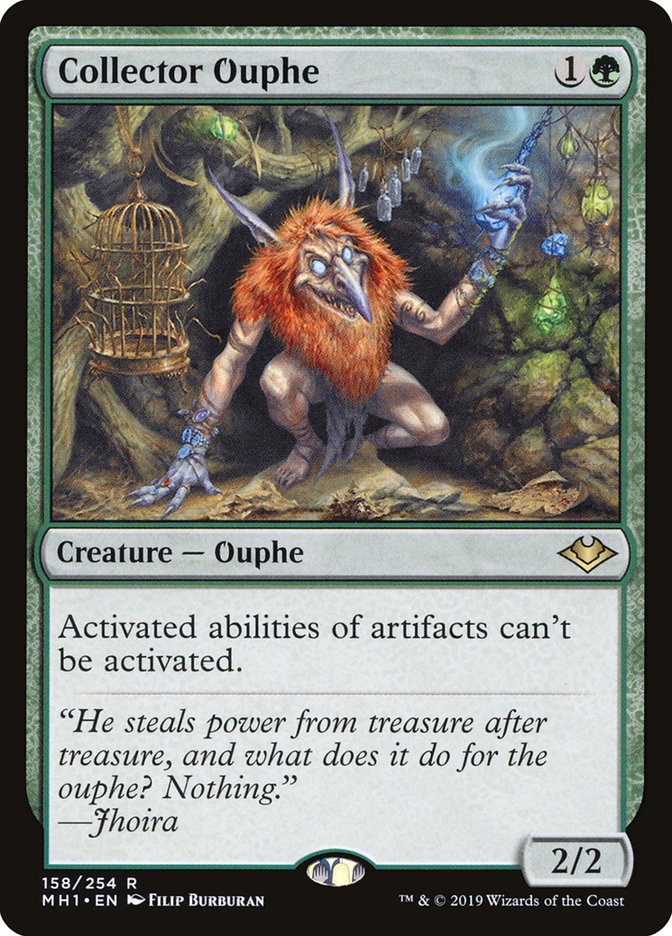 Collector Ouphe 1
Creature — Ouphe
Activated abilities of artifacts can't
be activated.
“He steals power from treasure after
treasure, and what does it do for the
ouphe? Nothing.”
—Jhoira
2/2
158/254 R
MH1 • EN Filip Burburan
™ & © 2019 Wizards of the Coast